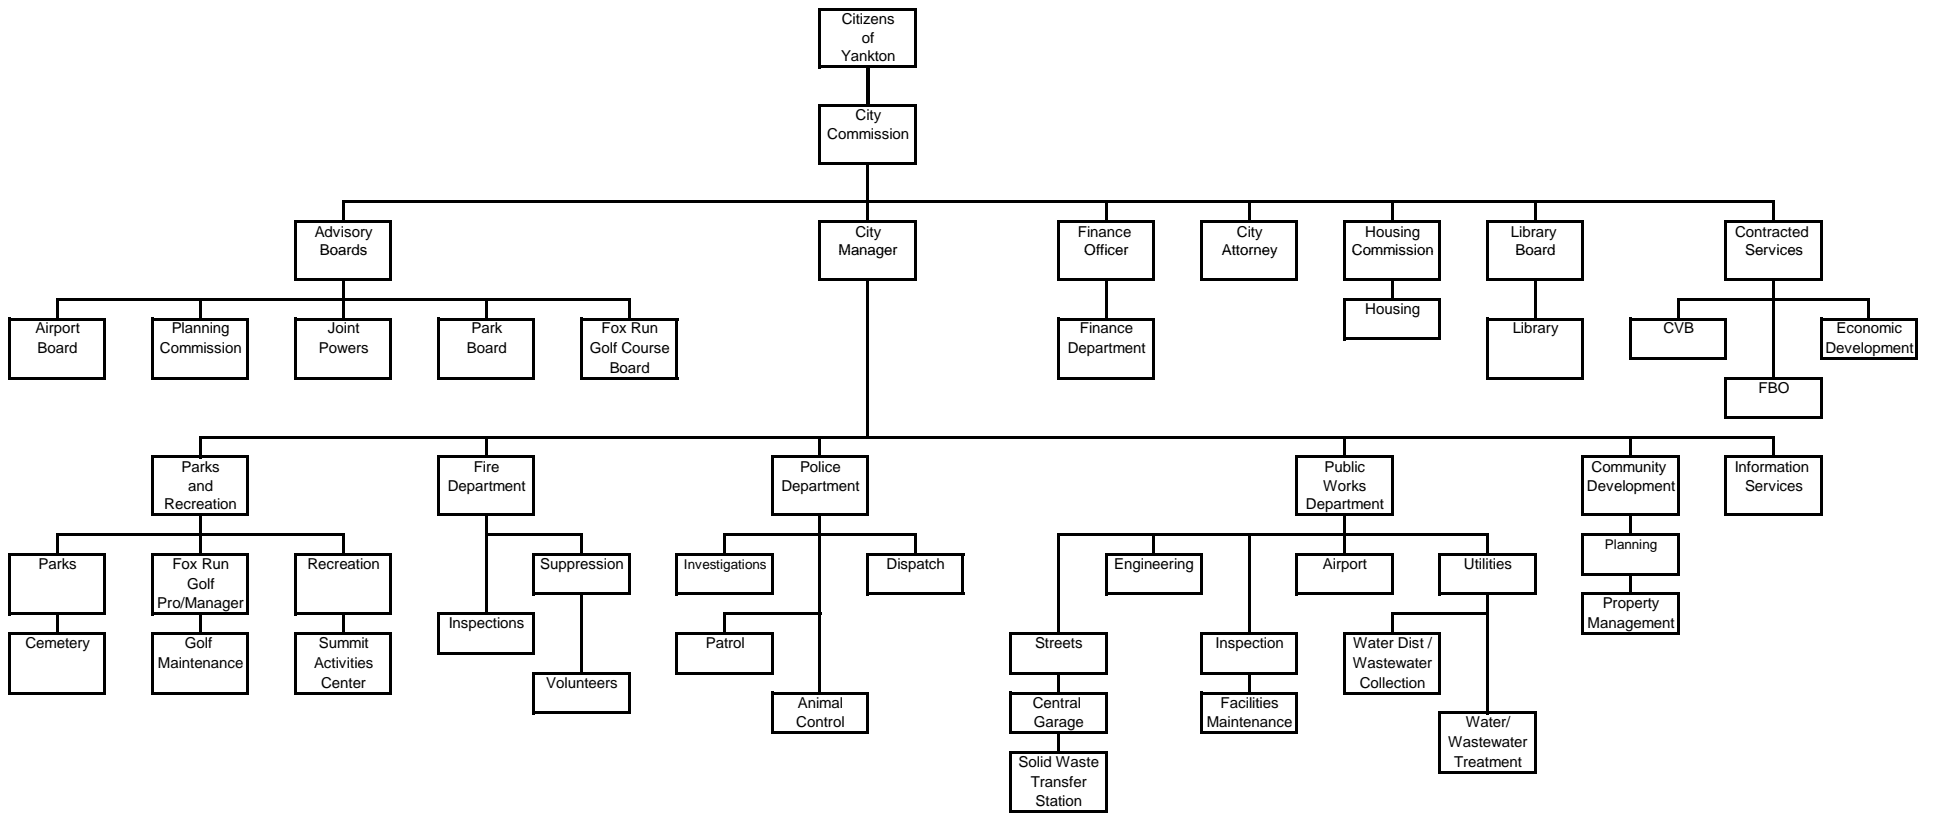 Citizens
of
Yankton
City
Commission
Advisory
Boards
City
Manager
Finance
Officer
City
Attorney
Housing
Commission
Library
Board
Contracted
Services
Airport
Board
Planning
Commission
Joint
Powers
Park
Board
Fox Run
Golf Course
Board
Finance
Department
Housing
Library
CVB
Economic
Development
FBO
Parks
and
Recreation
Fire
Department
Police
Department
Public
Works
Department
Community
Development
Information
Services
Parks
Fox Run
Golf
Pro/Manager
Recreation
Suppression
Investigations
Dispatch
Engineering
Airport
Utilities
Planning
Cemetery
Golf
Maintenance
Summit
Activities
Center
Inspections
Volunteers
Patrol
Animal
Control
Streets
Central
Garage
Solid Waste
Transfer
Station
Inspection
Facilities
Maintenance
Water Dist /
Wastewater
Collection
Water/
Wastewater
Treatment
Property
Management